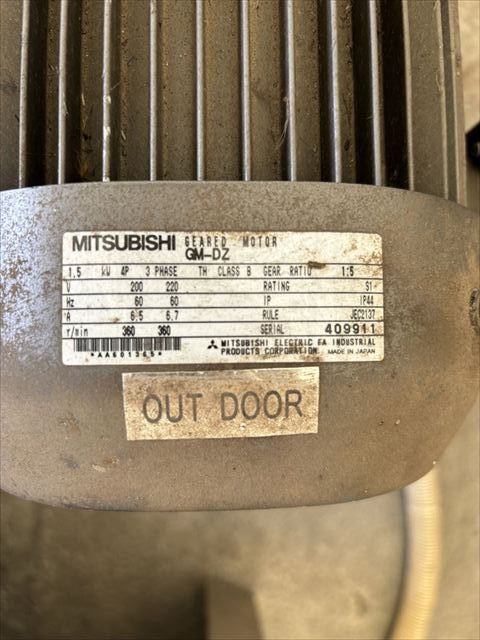 MITSUBISHI GEARED MOTOR
GM-DZ
1.5 kW 4P 3 PHASE TH CLASS B GEAR RATIO 1:5
V 200 220 RATING S1
Hz 60 60 IP IP44
A 6.5 6.7 RULE JEC2137
r/min 360 360 SERIAL 409911
*AA601365*
MITSUBISHI ELECTRIC FA INDUSTRIAL
PRODUCTS CORPORATION MADE IN JAPAN
OUT DOOR